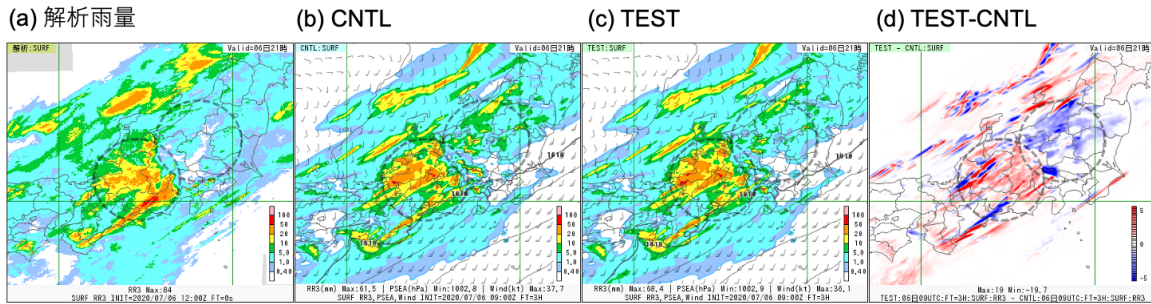 (a) 解析雨量
(b) CNTL
(c) TEST
(d) TEST-CNTL
解析:SURF
Valid=06日21時
CNTL:SURF
Valid=06日21時
TEST:SURF
Valid=06日21時
TEST - CNTL:SURF
Valid=06日21時
1010
1010
1010
1010
1010
1010
100
50
20
10
5.0
1.0
0.40
100
50
20
10
5.0
1.0
0.40
100
50
20
10
5.0
1.0
0.40
5
0
-5
RR3 Max:84
SURF RR3 INIT=2020/07/06 12:00Z FT=0s
RR3(mm) Max:61.5 | PSEA(hPa) Min:1002.8 | Wind(kt) Max:37.7
SURF RR3,PSEA,Wind INIT=2020/07/06 09:00Z FT=3H
RR3(mm) Max:68.4 | PSEA(hPa) Min:1002.9 | Wind(kt) Max:36.1
SURF RR3,PSEA,Wind INIT=2020/07/06 09:00Z FT=3H
Max:19 Min:-19.7
TEST:06日09UTC:FT=3H:SURF:RR3 - CNTL:06日09UTC:FT=3H:SURF:RR3